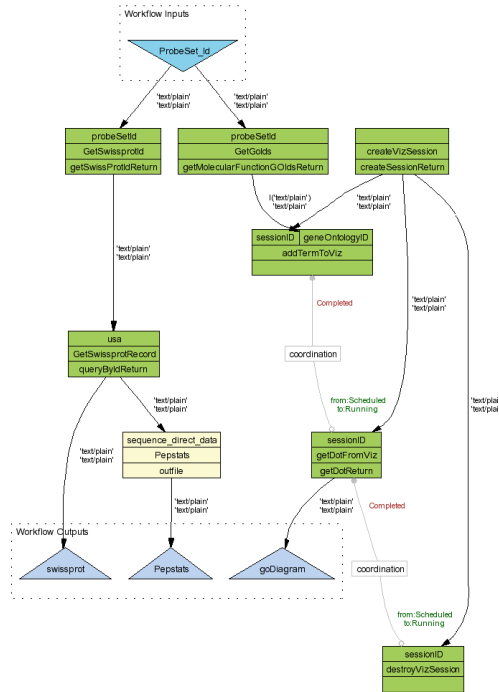 Workflow Inputs
ProbeSet_Id
'text/plain'
'text/plain'
'text/plain'
'text/plain'
probeSetId
GetSwissprotId
getSwissProtIdReturn
probeSetId
GetGoIds
getMolecularFunctionGOIdsReturn
createVizSession
createSessionReturn
l('text/plain')
'text/plain'
'text/plain'
'text/plain'
'text/plain'
'text/plain'
sessionID geneOntologyID
addTermToViz
Completed
'text/plain'
'text/plain'
usa
GetSwissprotRecord
queryByIdReturn
coordination
'text/plain'
'text/plain'
from:Scheduled
to:Running
'text/plain'
'text/plain'
sequence_direct_data
Pepstats
outfile
sessionID
getDotFromViz
getDotReturn
'text/plain'
'text/plain'
'text/plain'
'text/plain'
'text/plain'
'text/plain'
Completed
Workflow Outputs
swissprot
Pepstats
goDiagram
coordination
from:Scheduled
to:Running
sessionID
destroyVizSession